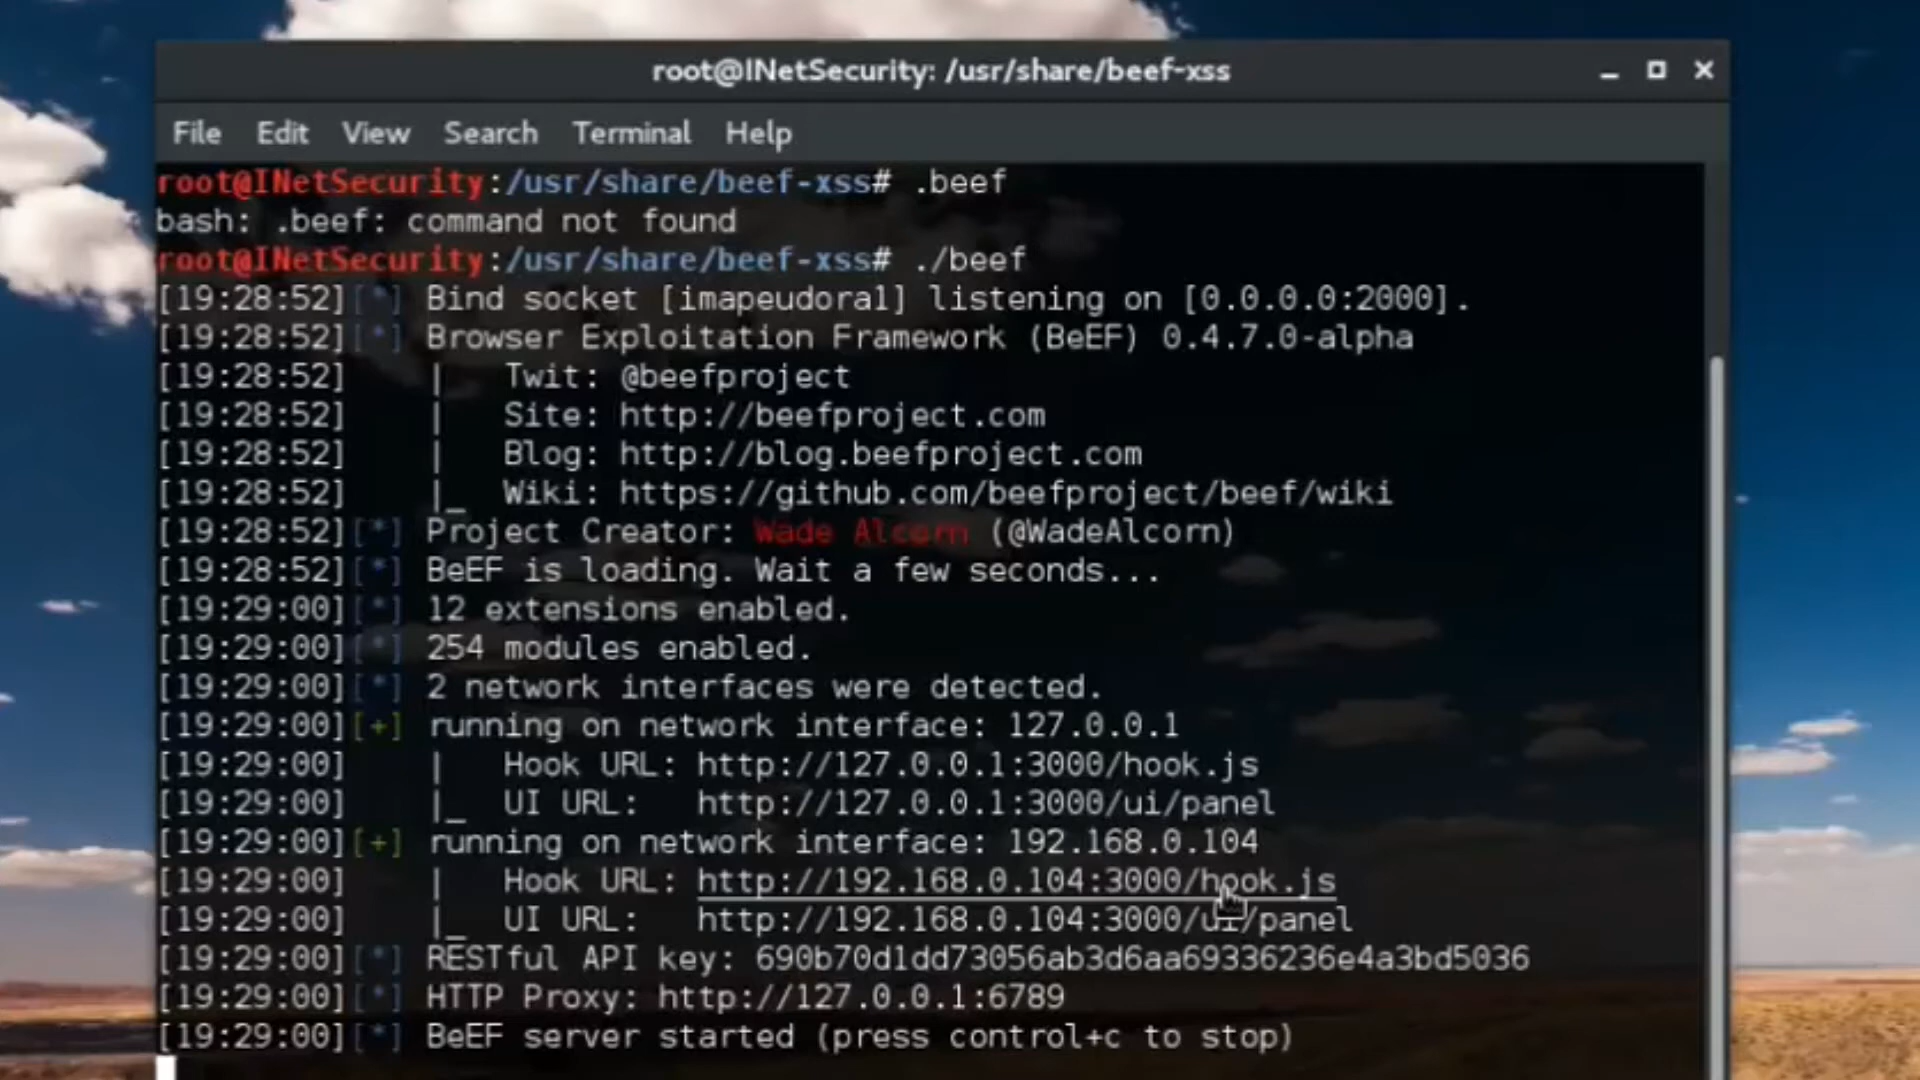 root@INetSecurity: /usr/share/beef-xss
File Edit View Search Terminal Help
root@INetSecurity:/usr/share/beef-xss# .beef
bash: .beef: command not found
root@INetSecurity:/usr/share/beef-xss# ./beef
[19:28:52][*] Bind socket [imapeudora1] listening on [0.0.0.0:2000].
[19:28:52][*] Browser Exploitation Framework (BeEF) 0.4.7.0-alpha
[19:28:52]    |   Twit: @beefproject
[19:28:52]    |   Site: http://beefproject.com
[19:28:52]    |   Blog: http://blog.beefproject.com
[19:28:52]    |_  Wiki: https://github.com/beefproject/beef/wiki
[19:28:52][*] Project Creator: Wade Alcorn (@WadeAlcorn)
[19:28:52][*] BeEF is loading. Wait a few seconds...
[19:29:00][*] 12 extensions enabled.
[19:29:00][*] 254 modules enabled.
[19:29:00][*] 2 network interfaces were detected.
[19:29:00][+] running on network interface: 127.0.0.1
[19:29:00]    |   Hook URL: http://127.0.0.1:3000/hook.js
[19:29:00]    |_  UI URL:   http://127.0.0.1:3000/ui/panel
[19:29:00][+] running on network interface: 192.168.0.104
[19:29:00]    |   Hook URL: http://192.168.0.104:3000/hook.js
[19:29:00]    |_  UI URL:   http://192.168.0.104:3000/ui/panel
[19:29:00][*] RESTful API key: 690b70d1dd73056ab3d6aa69336236e4a3bd5036
[19:29:00][*] HTTP Proxy: http://127.0.0.1:6789
[19:29:00][*] BeEF server started (press control+c to stop)